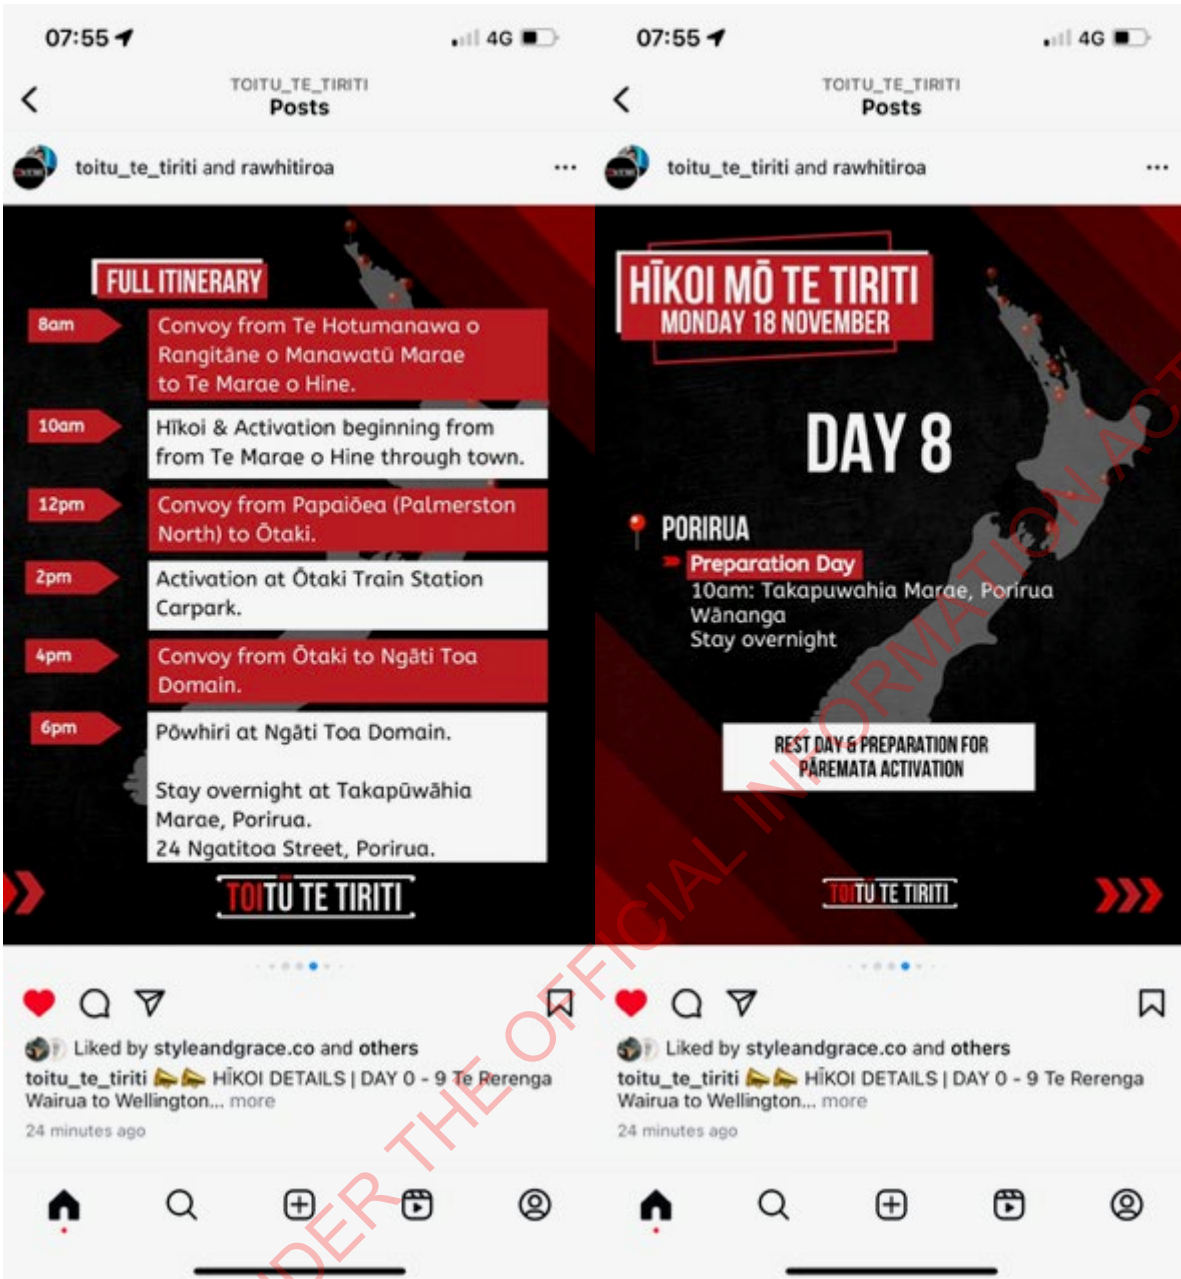 07:55
4G
TOITU_TE_TIRITI
Posts
toitu_te_tiriti and rawhitiroa
FULL ITINERARY
8am
Convoy from Te Hotumanawa o
Rangitāne o Manawatū Marae
to Te Marae o Hine.
10am
Hīkoi & Activation beginning from
from Te Marae o Hine through town.
12pm
Convoy from Papaiōea (Palmerston
North) to Ōtaki.
2pm
Activation at Ōtaki Train Station
Carpark.
4pm
Convoy from Ōtaki to Ngāti Toa
Domain.
6pm
Pōwhiri at Ngāti Toa Domain.
Stay overnight at Takapūwāhia
Marae, Porirua.
24 Ngatitoa Street, Porirua.
TOITŪ TE TIRITI
Liked by styleandgrace.co and others
toitu_te_tiriti HĪKOI DETAILS | DAY 0 - 9 Te Rerenga
Wairua to Wellington... more
24 minutes ago
07:55
4G
TOITU_TE_TIRITI
Posts
toitu_te_tiriti and rawhitiroa
HĪKOI MŌ TE TIRITI
MONDAY 18 NOVEMBER
DAY 8
PORIRUA
Preparation Day
10am: Takapuwahia Marae, Porirua
Wānanga
Stay overnight
REST DAY & PREPARATION FOR
PĀREMATA ACTIVATION
TOITŪ TE TIRITI
Liked by styleandgrace.co and others
toitu_te_tiriti HĪKOI DETAILS | DAY 0 - 9 Te Rerenga
Wairua to Wellington... more
24 minutes ago
THE OFFICIAL INFORMATION ACT